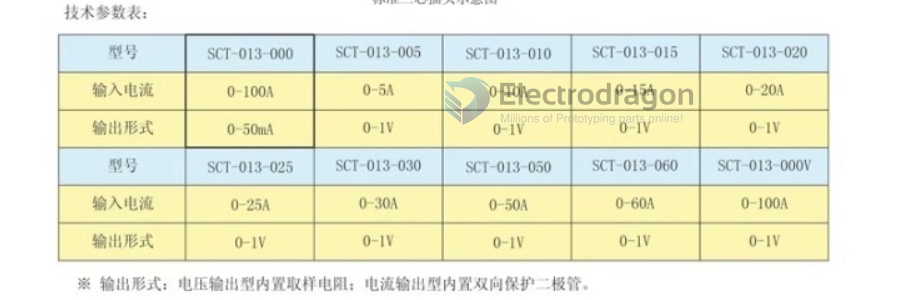 技术参数表:
型号 SCT-013-000 SCT-013-005 SCT-013-010 SCT-013-015 SCT-013-020
输入电流 0-100A 0-5A 0-10A 0-15A 0-20A
输出形式 0-50mA 0-1V 0-1V 0-1V 0-1V
Electrodragon
Millions of Prototyping parts online!
型号 SCT-013-025 SCT-013-030 SCT-013-050 SCT-013-060 SCT-013-000V
输入电流 0-25A 0-30A 0-50A 0-60A 0-100A
输出形式 0-1V 0-1V 0-1V 0-1V 0-1V
※ 输出形式: 电压输出型内置取样电阻; 电流输出型内置双向保护二极管。